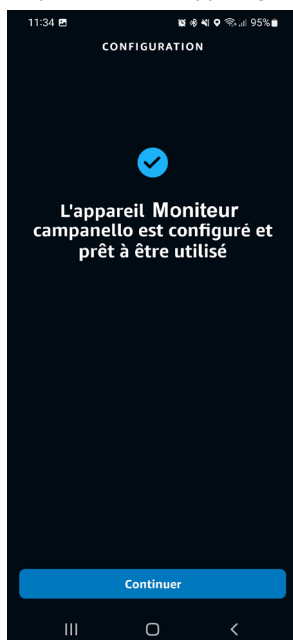 11:34 95%
CONFIGURATION
L'appareil Moniteur
campanello est configuré et
prêt à être utilisé
Continuer